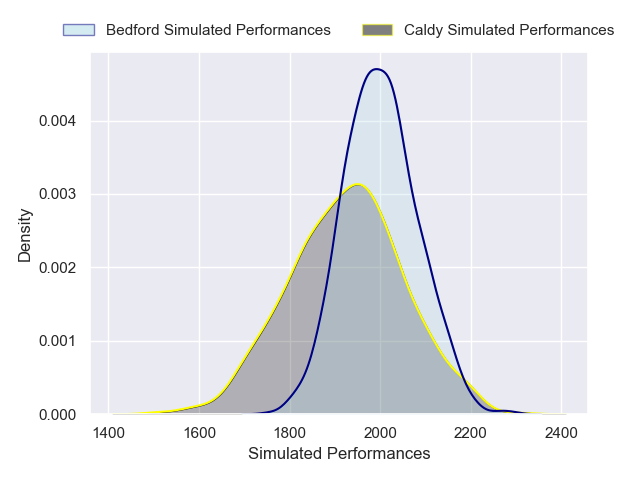 Bedford Simulated Performances Caldy Simulated Performances
0.004
0.003
0.002
0.001
0.000
Density
1400 1600 1800 2000 2200 2400
Simulated Performances